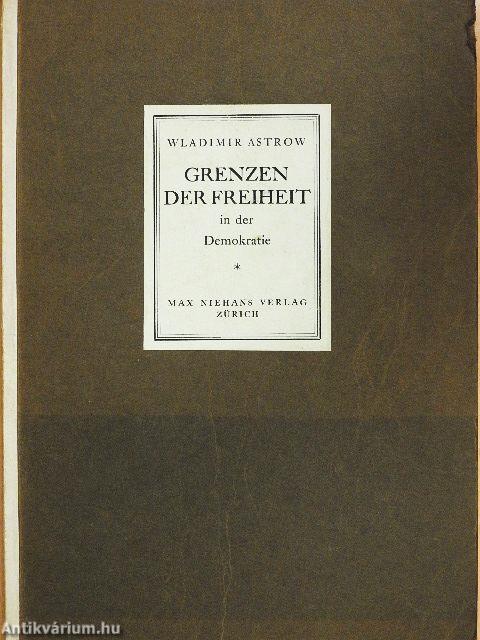 WLADIMIR ASTROW
GRENZEN
DER FREIHEIT
in der
Demokratie
*
MAX NIEHANS VERLAG
ZÜRICH
Antikvárium.hu